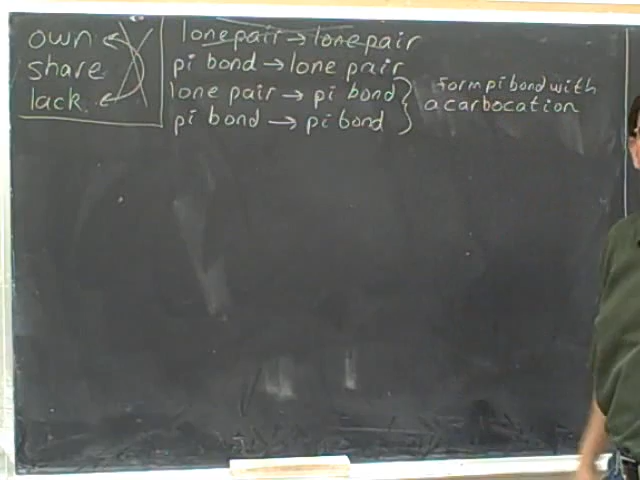 own
share
lack
lone pair → lone pair
pi bond → lone pair
lone pair → pi bond
pi bond → pi bond
form pi bond with
a carbocation